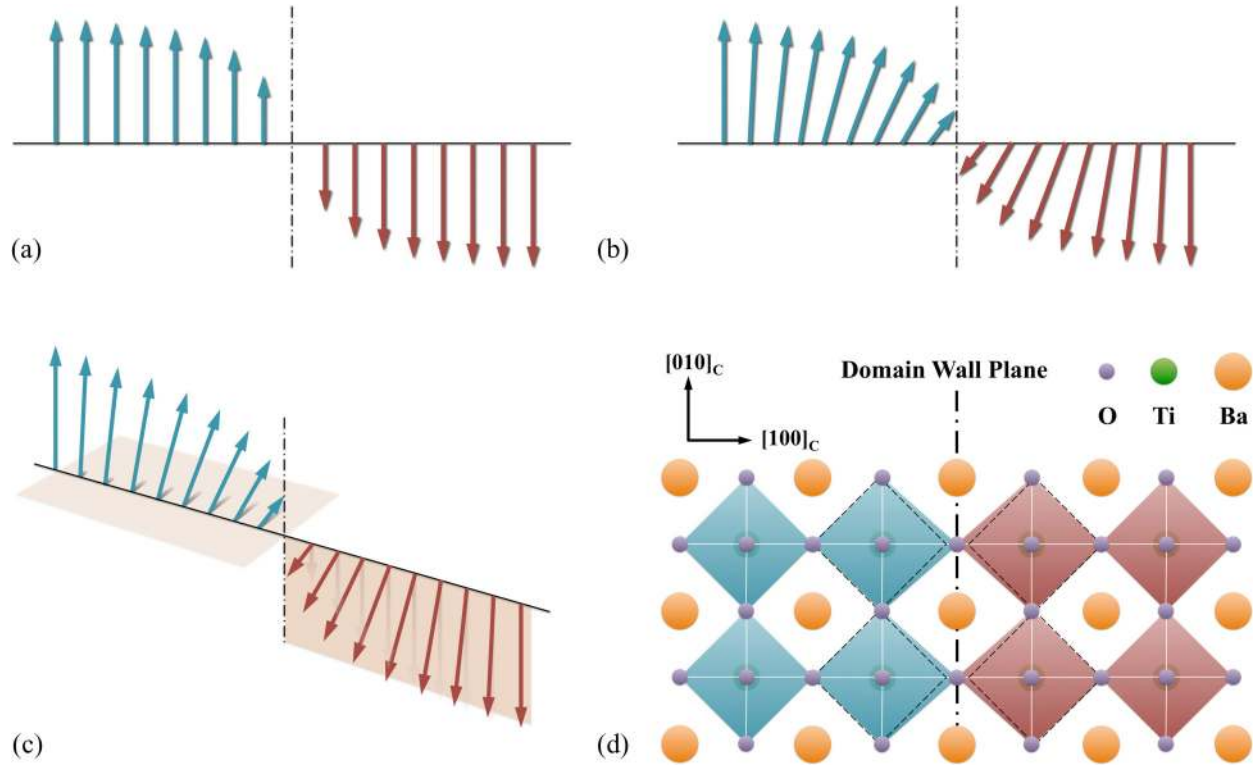 (a)
(b)
[010]C
Domain Wall Plane
O Ti Ba
[100]C
(c)
(d)